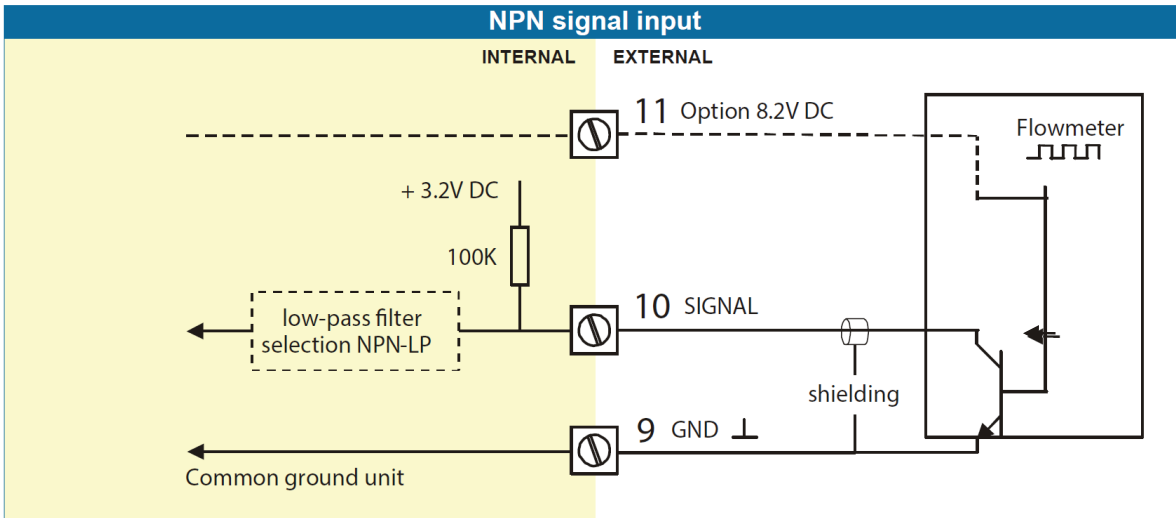 NPN signal input
INTERNAL EXTERNAL
11 Option 8.2V DC
Flowmeter
+ 3.2V DC
100K
10 SIGNAL
low-pass filter
selection NPN-LP
shielding
9 GND
Common ground unit